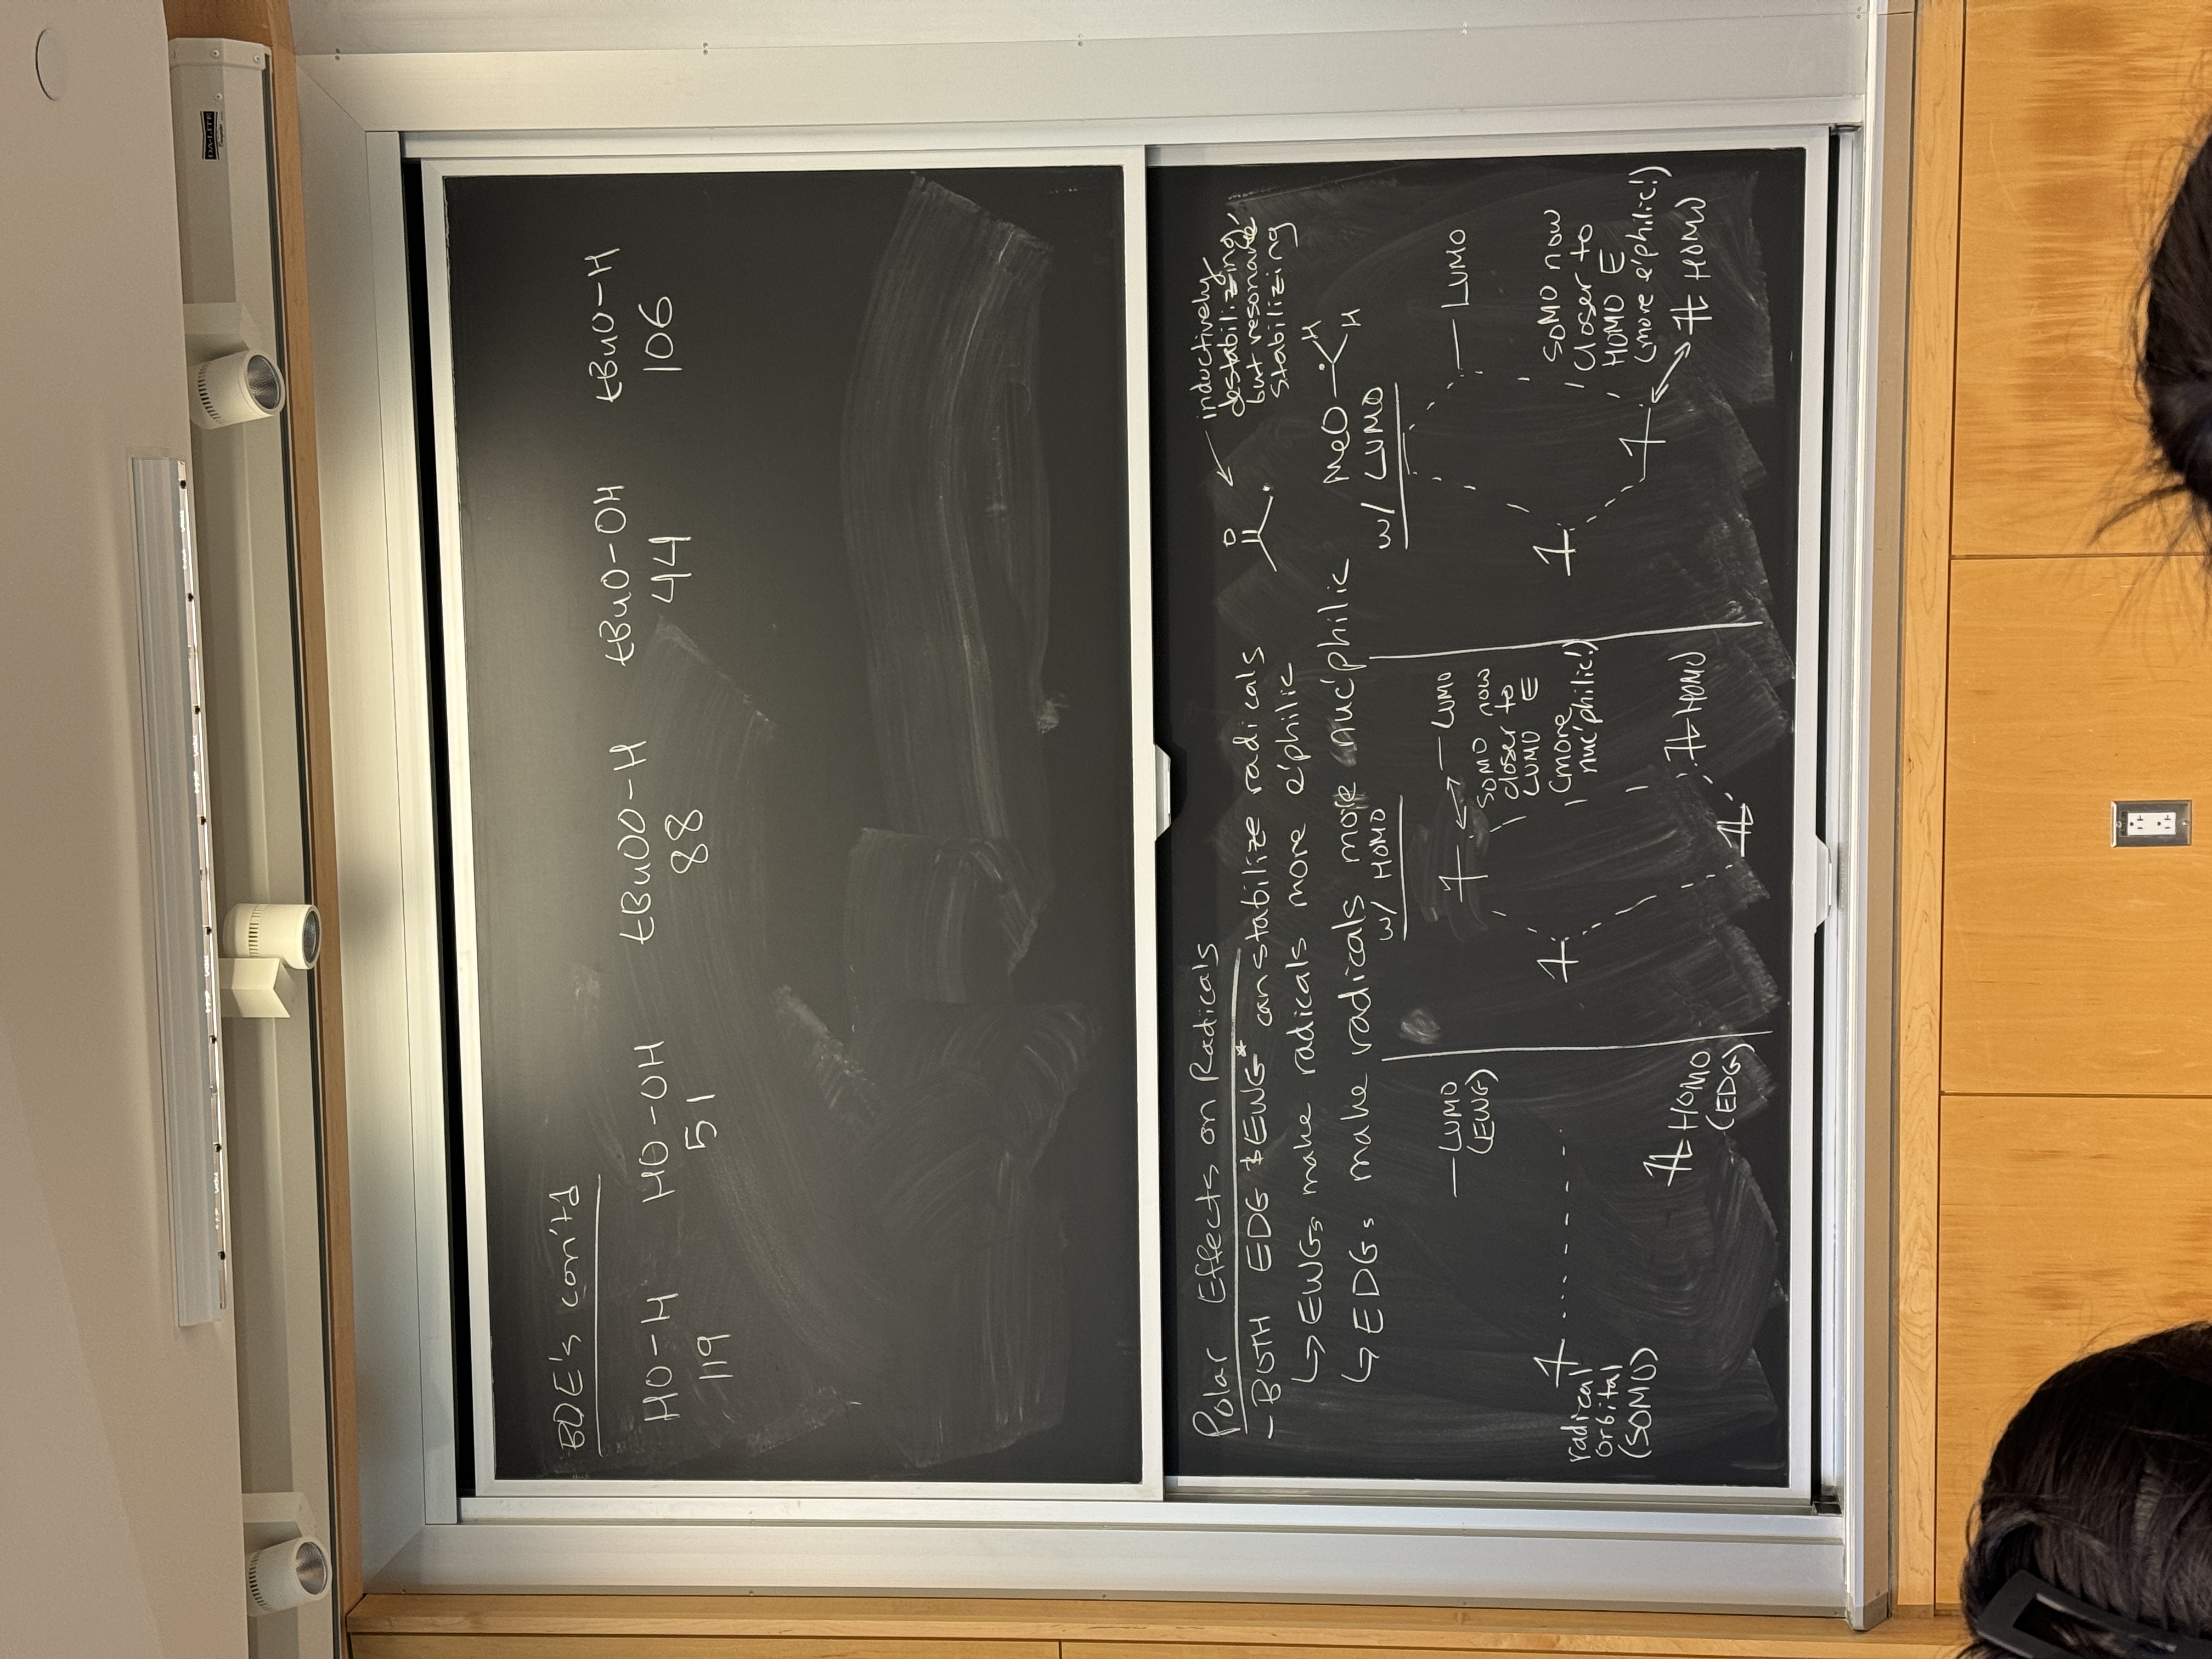 DA-LITE
BDE's con'td
HO-H HO-OH tBuOO-H tBuO-OH tBuO-H
119 51 88 44 106
Polar Effects on Radicals
- BOTH EDG & EWG* can stabilize radicals
↳ EWGs make radicals more e'philic
↳ EDGs make radicals more nuc'philic
O
inductively
destabilizing,
but resonance
stabilizing
MeO
H
H
LUMO
(EWG)
radical
orbital
(SOMO)
HOMO
(EDG)
w/ HOMO
LUMO
SOMO now
closer to
LUMO E
(more
nuc'philic!)
HOMO
w/ LUMO
LUMO
SOMO now
closer to
HOMO E
(more e'philic!)
HOMO